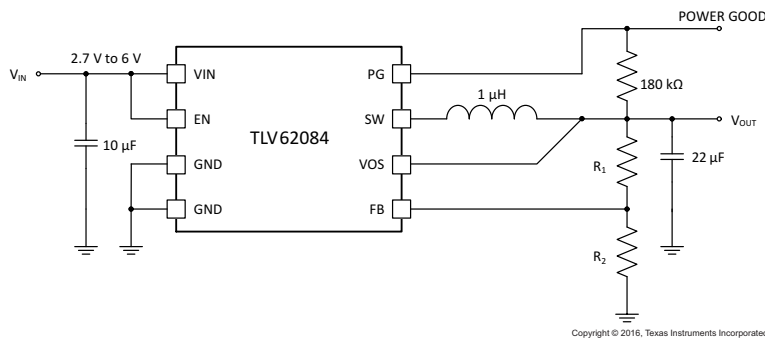 POWER GOOD
2.7 V to 6 V
V_IN
VIN
PG
180 kΩ
1 µH
EN
SW
TLV62084
V_OUT
10 µF
GND
VOS
R_1
22 µF
GND
FB
R_2
Copyright © 2016, Texas Instruments Incorporated